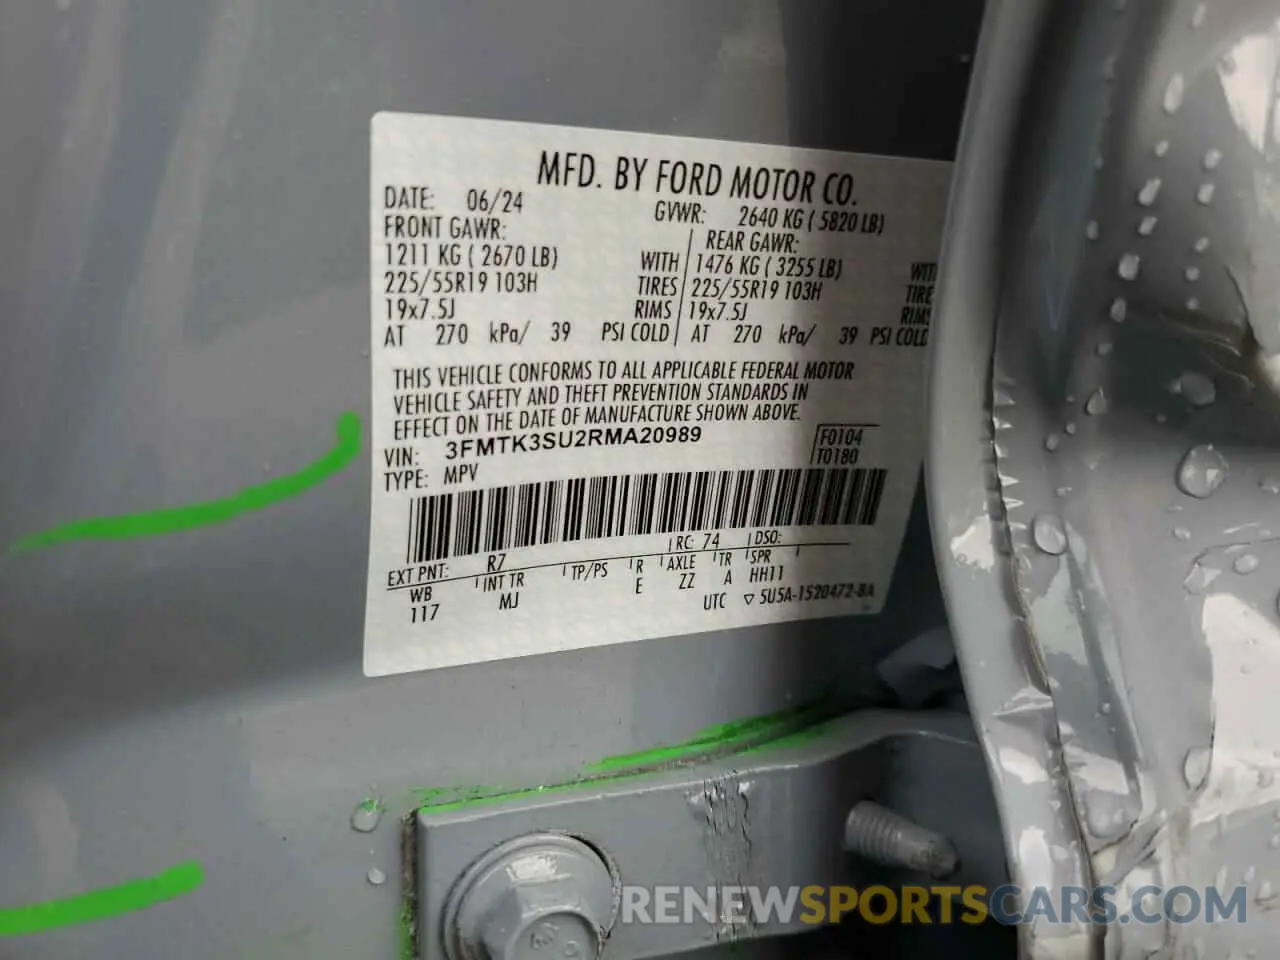 MFD. BY FORD MOTOR CO.
DATE: 06/24 GVWR: 2640 KG ( 5820 LB)
FRONT GAWR: REAR GAWR:
1211 KG ( 2670 LB) WITH 1476 KG ( 3255 LB)
225/55R19 103H TIRES 225/55R19 103H
19x7.5J RIMS 19x7.5J
AT 270 kPa/ 39 PSI COLD AT 270 kPa/ 39 PSI COLD
THIS VEHICLE CONFORMS TO ALL APPLICABLE FEDERAL MOTOR
VEHICLE SAFETY AND THEFT PREVENTION STANDARDS IN
EFFECT ON THE DATE OF MANUFACTURE SHOWN ABOVE.
VIN: 3FMTK3SU2RMA20989 F0104
TYPE: MPV T0180
EXT PNT: R7 RC: 74 DSO:
WB INT TR TP/PS R AXLE TR SPR
117 MJ E ZZ A HH11
UTC ▽ 5U5A-1520472-BA
RENEWSPORTSCARS.COM